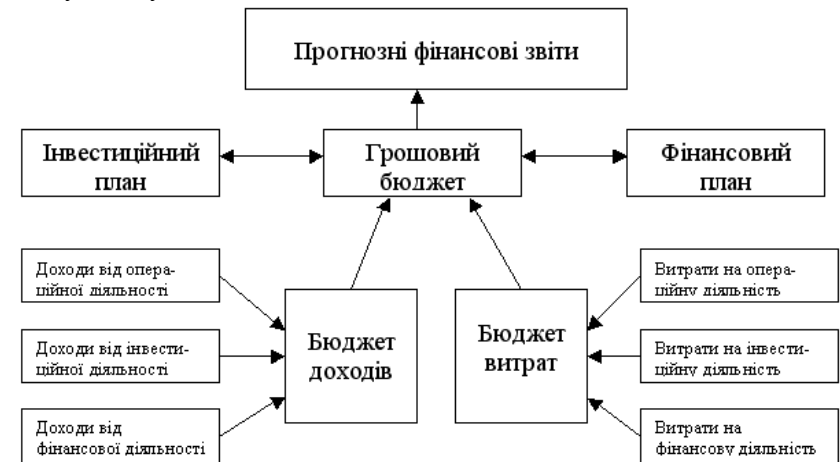 Прогнозні фінансові звіти
Інвестиційний
план
Грошовий
бюджет
Фінансовий
план
Доходи від опера-
ційної діяльності
Доходи від інвести-
ційної діяльності
Доходи від
фінансової діяльності
Бюджет
доходів
Бюджет
витрат
Витрати на опера-
ційну діяльність
Витрати на інвести-
ційну діяльність
Витрати на
фінансову діяльність